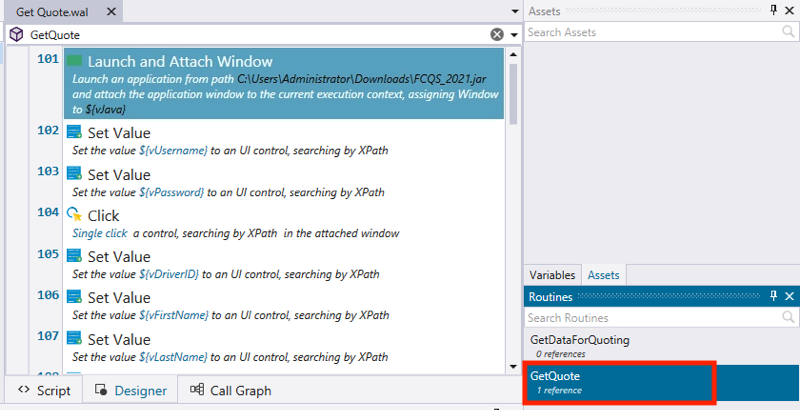 Get Quote.wal
GetQuote
101 Launch and Attach Window
Launch an application from path C:\Users\Administrator\Downloads\FCQS_2021.jar
and attach the application window to the current execution context, assigning Window
to ${vJava}
102 Set Value
Set the value ${vUsername} to an UI control, searching by XPath
103 Set Value
Set the value ${vPassword} to an UI control, searching by XPath
104 Click
Single click a control, searching by XPath in the attached window
105 Set Value
Set the value ${vDriverID} to an UI control, searching by XPath
106 Set Value
Set the value ${vFirstName} to an UI control, searching by XPath
107 Set Value
Set the value ${vLastName} to an UI control, searching by XPath
Script
Designer
Call Graph
Assets
Search Assets
Variables
Assets
Routines
Search Routines
GetDataForQuoting
0 references
GetQuote
1 reference